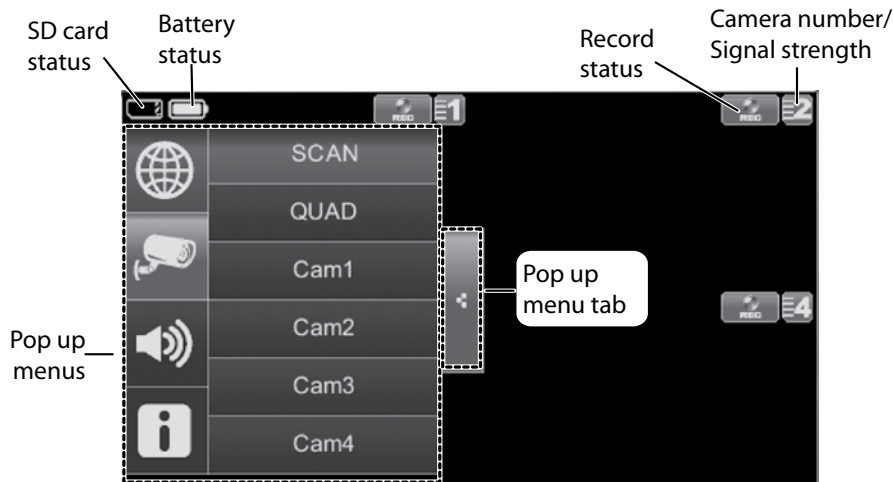 SD card
status
Battery
status
Record
status
Camera number/
Signal strength
REC 1
REC 2
SCAN
QUAD
Cam1
Cam2
Cam3
Cam4
Pop up
menu tab
REC 4
Pop up
menus